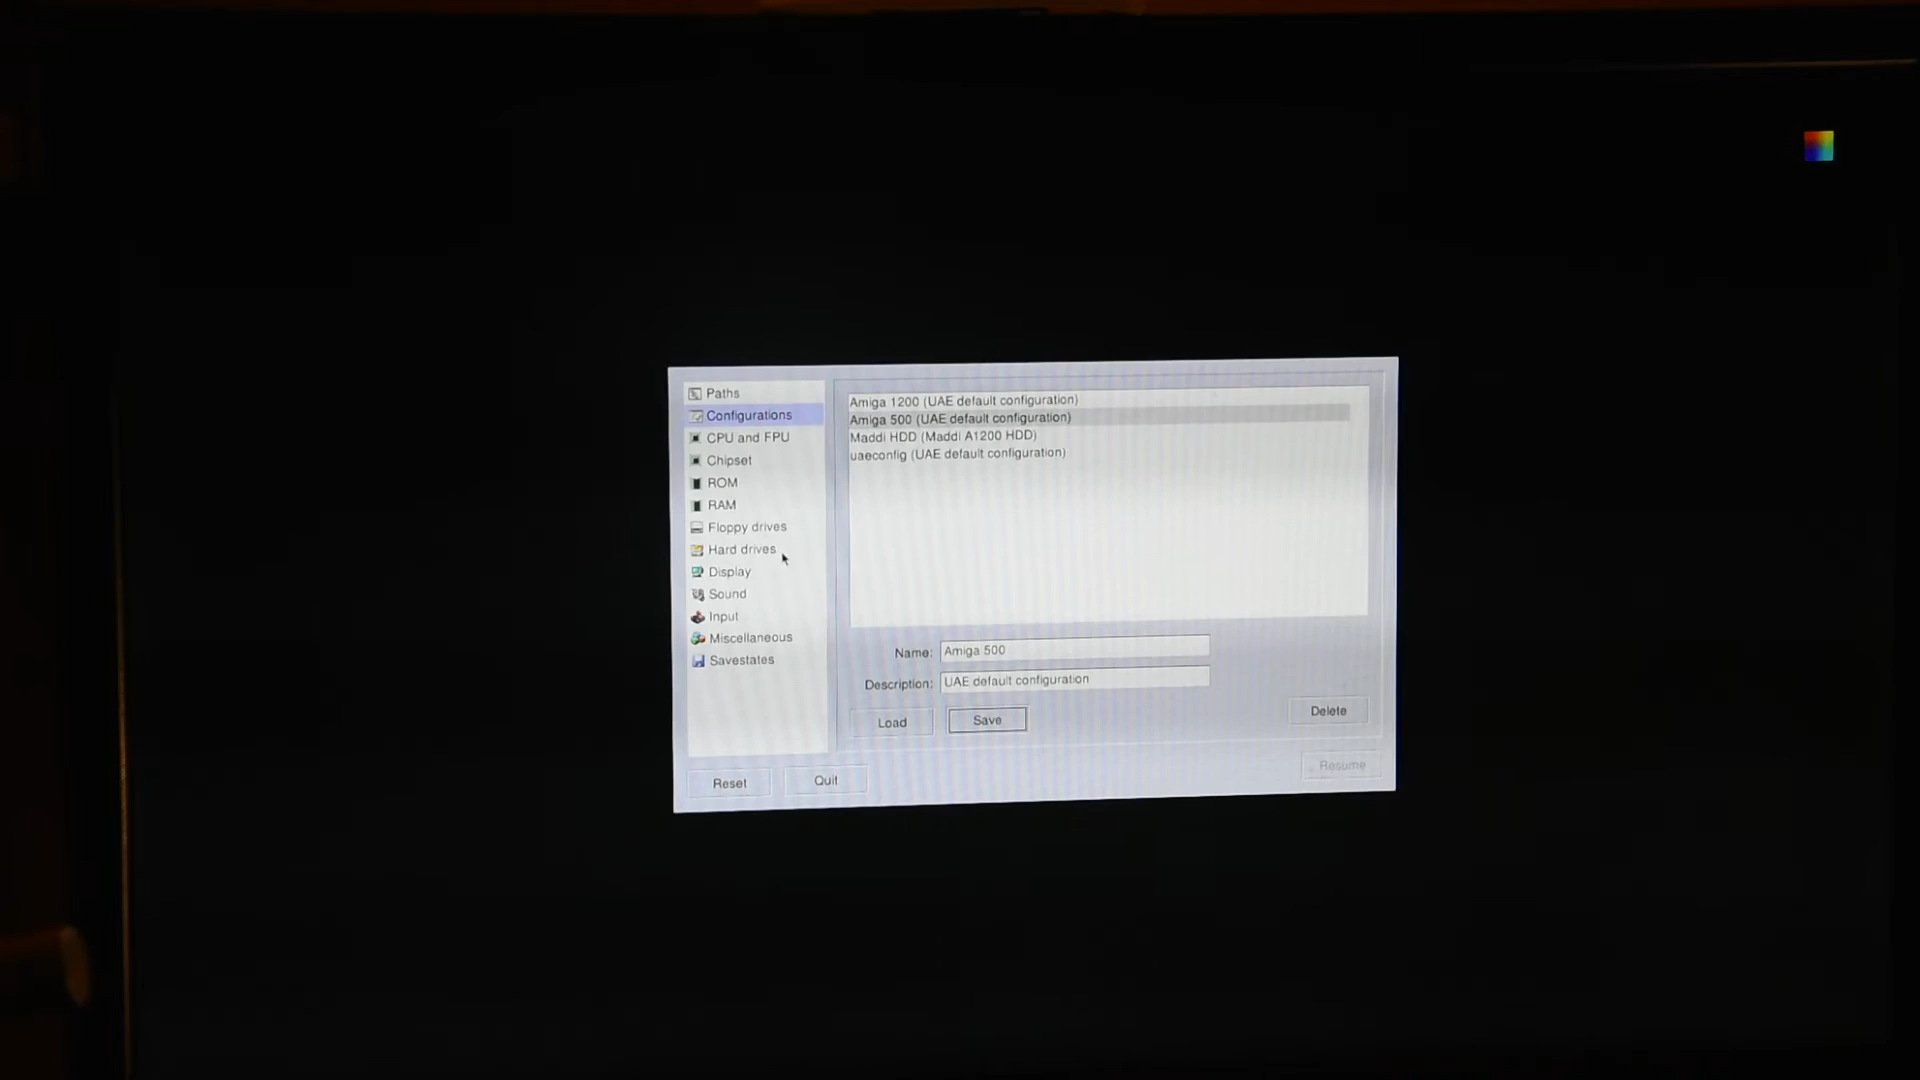 Paths
Configurations
CPU and FPU
Chipset
ROM
RAM
Floppy drives
Hard drives
Display
Sound
Input
Miscellaneous
Savestates
Amiga 1200 (UAE default configuration)
Amiga 500 (UAE default configuration)
Maddi HDD (Maddi A1200 HDD)
uaeconfig (UAE default configuration)
Name: Amiga 500
Description: UAE default configuration
Load Save Delete
Reset Quit Resume